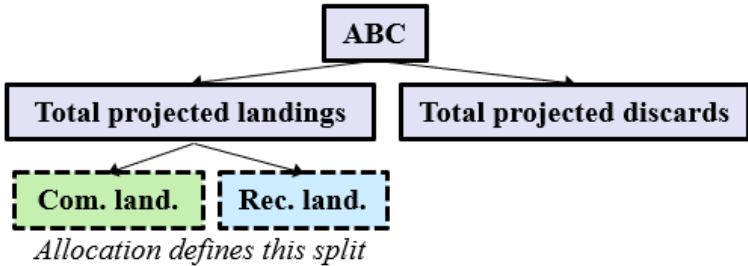 ABC
Total projected landings
Total projected discards
Com. land.
Rec. land.
Allocation defines this split